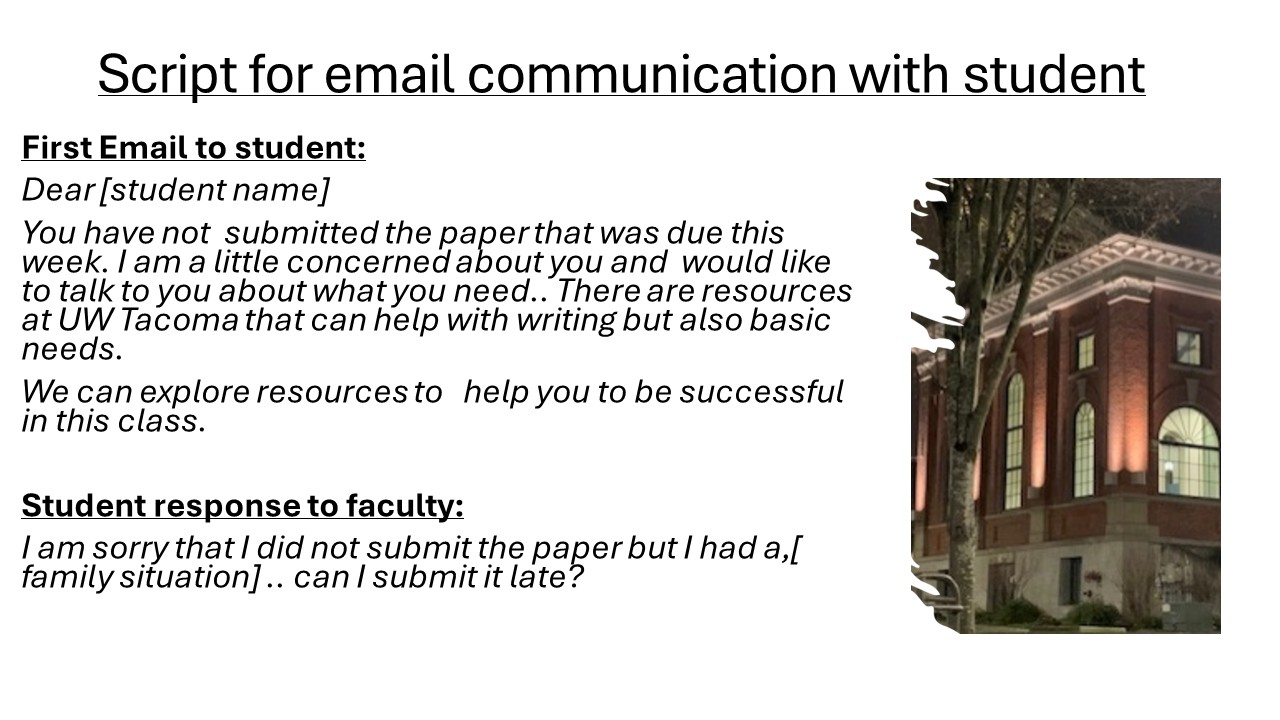 Script for email communication with student
First Email to student:
Dear [student name]
You have not  submitted the paper that was due this
week. I am a little concerned about you and  would like
to talk to you about what you need.. There are resources
at UW Tacoma that can help with writing but also basic
needs.
We can explore resources to   help you to be successful
in this class.
Student response to faculty:
I am sorry that I did not submit the paper but I had a,[
family situation] .. can I submit it late?